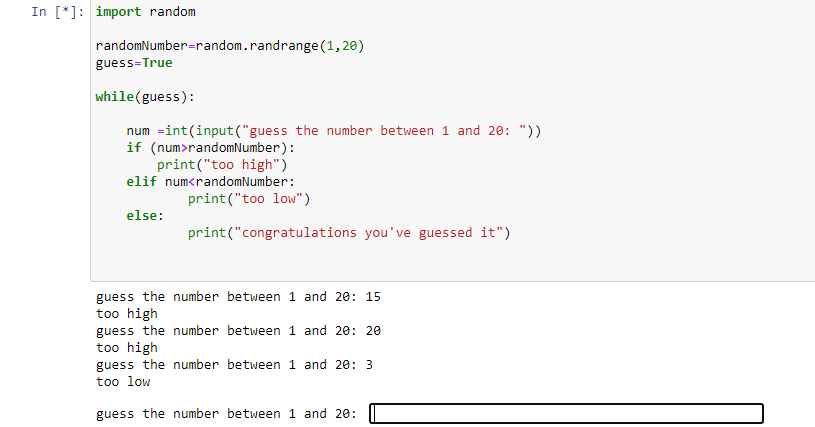 In [*]: import random
randomNumber=random.randrange(1,20)
guess=True
while(guess):
num =int(input("guess the number between 1 and 20: "))
if (num>randomNumber):
print("too high")
elif num<randomNumber:
print("too low")
else:
print("congratulations you've guessed it")
guess the number between 1 and 20: 15
too high
guess the number between 1 and 20: 20
too high
guess the number between 1 and 20: 3
too low
guess the number between 1 and 20: